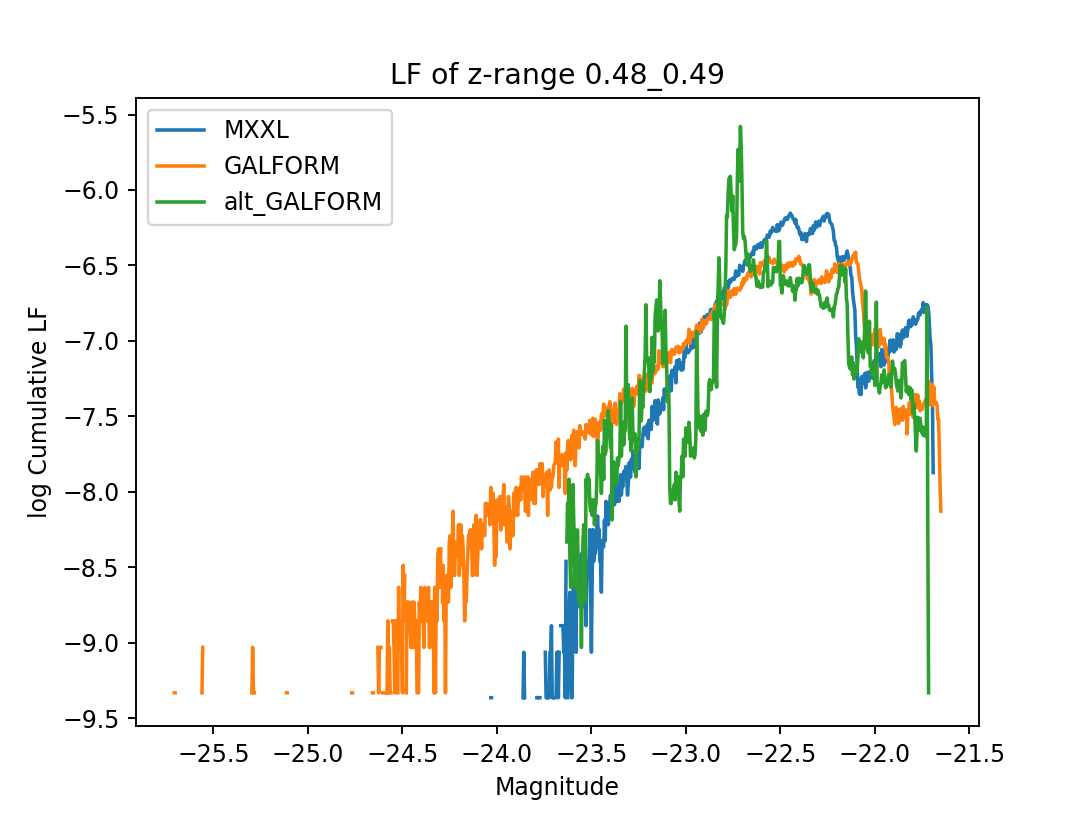 LF of z-range 0.48_0.49
MXXL
GALFORM
alt_GALFORM
log Cumulative LF
−5.5
−6.0
−6.5
−7.0
−7.5
−8.0
−8.5
−9.0
−9.5
−25.5 −25.0 −24.5 −24.0 −23.5 −23.0 −22.5 −22.0 −21.5
Magnitude